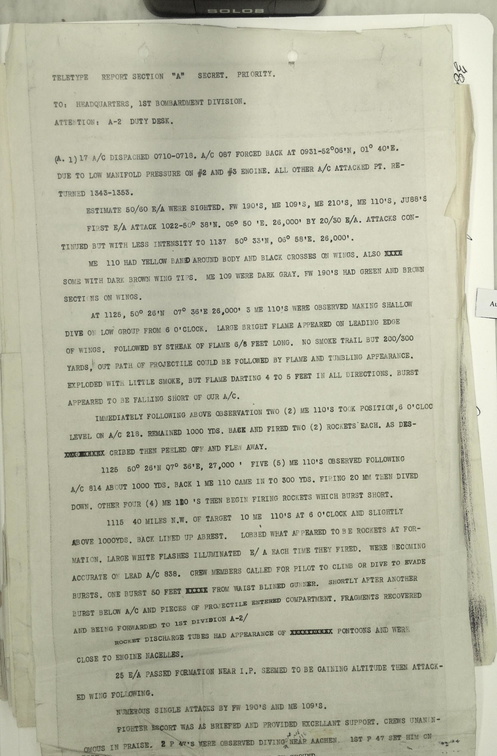 SOLOS
TELETYPE REPORT SECTION "A" SECRET. PRIORITY.
TO: HEADQUARTERS, 1ST BOMBARDMENT DIVISION.
ATTENTION: A-2 DUTY DESK.
(A. 1) 17 A/C DISPACHED 0710-0718. A/C 087 FORCED BACK AT 0931-52°06'N, 01° 40'E.
DUE TO LOW MANIFOLD PRESSURE ON #2 AND #3 ENGINE. ALL OTHER A/C ATTACKED PT. RE-
TURNED 1343-1353.
ESTIMATE 50/60 E/A WERE SIGHTED. FW 190'S, ME 109'S, ME 210'S, ME 110'S, JU88'S
FIRST E/A ATTACK 1022-50° 38'N. 05° 50 'E. 26,000' BY 20/30 E/A. ATTACKS CON-
TINUED BUT WITH LESS INTENSITY TO 1137 50° 33'N, 06° 58'E. 26,000'.
ME 110 HAD YELLOW BAND AROUND BODY AND BLACK CROSSES ON WINGS. ALSO XXXX
SOME WITH DARK BROWN WING TIPS. ME 109 WERE DARK GRAY. FW 190'S HAD GREEN AND BROWN
SECTIONS ON WINGS.
AT 1125, 50° 26'N 07° 36'E 26,000' 3 ME 110'S WERE OBSERVED MAKING SHALLOW
DIVE ON LOW GROUP FROM 6 O'CLOCK. LARGE BRIGHT FLAME APPEARED ON LEADING EDGE
OF WINGS. FOLLOWED BY STREAK OF FLAME 6/8 FEET LONG. NO SMOKE TRAIL BUT 200/300
YARDS, OUT PATH OF PROJECTILE COULD BE FOLLOWED BY FLAME AND TUMBLING APPEARANCE.
EXPLODED WITH LITTLE SMOKE, BUT FLAME DARTING 4 TO 5 FEET IN ALL DIRECTIONS. BURST
APPEARED TO BE FALLING SHORT OF OUR A/C.
IMMEDIATELY FOLLOWING ABOVE OBSERVATION TWO (2) ME 110'S TOOK POSITION, 6 O'CLOC
LEVEL ON A/C 218. REMAINED 1000 YDS. BACK AND FIRED TWO (2) ROCKETS EACH. AS DES-
CRIBED THEN PEELED OFF AND FLEW AWAY.
1125 50° 26'N 07° 36'E, 27,000 ' FIVE (5) ME 110'S OBSERVED FOLLOWING
A/C 814 ABOUT 1000 YDS. BACK 1 ME 110 CAME IN TO 300 YDS. FIRING 20 MM THEN DIVED
DOWN. OTHER FOUR (4) ME 110 'S THEN BEGIN FIRING ROCKETS WHICH BURST SHORT.
1115 40 MILES N.W. OF TARGET 10 ME 110'S AT 6 O'CLOCK AND SLIGHTLY
ABOVE 1000YDS. BACK LINED UP ABREST. LOBBED WHAT APPEARED TO BE ROCKETS AT FOR-
MATION. LARGE WHITE FLASHES ILLUMINATED E/A EACH TIME THEY FIRED. WERE BECOMING
ACCURATE ON LEAD A/C 838. CREW MEMBERS CALLED FOR PILOT TO CLIMB OR DIVE TO EVADE
BURSTS. ONE BURST 50 FEET XXXXX FROM WAIST BLINED GUNNER. SHORTLY AFTER ANOTHER
BURST BELOW A/C AND PIECES OF PROJECTILE ENTERED COMPARTMENT. FRAGMENTS RECOVERED
AND BEING FORWARDED TO 1ST DIVISION A-2/
ROCKET DISCHARGE TUBES HAD APPEARANCE OF XXXXXXXXX PONTOONS AND WERE
CLOSE TO ENGINE NACELLES.
25 E/A PASSED FORMATION NEAR I.P. SEEMED TO BE GAINING ALTITUDE THEN ATTACK-
ED WING FOLLOWING.
NUMEROUS SINGLE ATTACKS BY FW 190'S AND ME 109'S.
FIGHTER ESCORT WAS AS BRIEFED AND PROVIDED EXCELLENT SUPPORT. CREWS UNANIM-
OMOUS IN PRAISE. 2 P 47'S WERE OBSERVED DIVING NEAR AACHEN. 1ST P 47 SET HIM ON